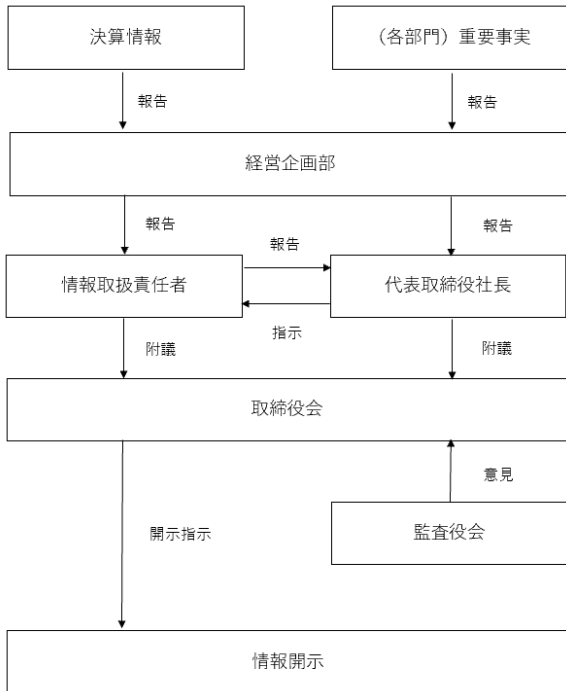 決算情報
（各部門）重要事実
報告
報告
経営企画部
報告
報告
報告
情報取扱責任者
代表取締役社長
指示
附議
附議
取締役会
意見
監査役会
開示指示
情報開示